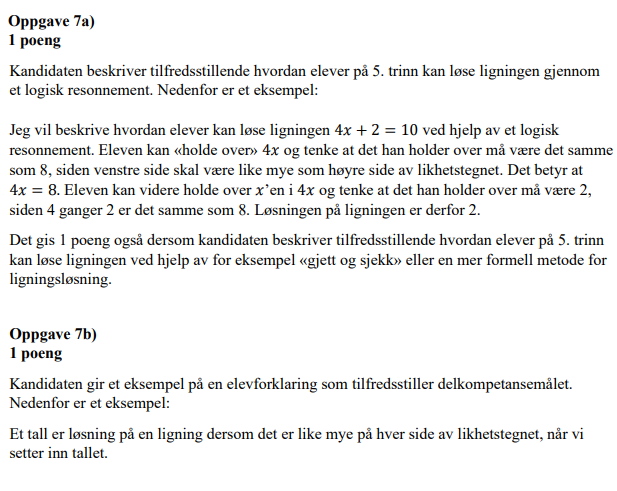 Oppgave 7a)
1 poeng
Kandidaten beskriver tilfredsstillende hvordan elever på 5. trinn kan løse ligningen gjennom
et logisk resonnement. Nedenfor er et eksempel:
Jeg vil beskrive hvordan elever kan løse ligningen 4x + 2 = 10 ved hjelp av et logisk
resonnement. Eleven kan «holde over» 4x og tenke at det han holder over må være det samme
som 8, siden venstre side skal være like mye som høyre side av likhetstegnet. Det betyr at
4x = 8. Eleven kan videre holde over x’en i 4x og tenke at det han holder over må være 2,
siden 4 ganger 2 er det samme som 8. Løsningen på ligningen er derfor 2.
Det gis 1 poeng også dersom kandidaten beskriver tilfredsstillende hvordan elever på 5. trinn
kan løse ligningen ved hjelp av for eksempel «gjett og sjekk» eller en mer formell metode for
ligningsløsning.
Oppgave 7b)
1 poeng
Kandidaten gir et eksempel på en elevforklaring som tilfredsstiller delkompetansemålet.
Nedenfor er et eksempel:
Et tall er løsning på en ligning dersom det er like mye på hver side av likhetstegnet, når vi
setter inn tallet.